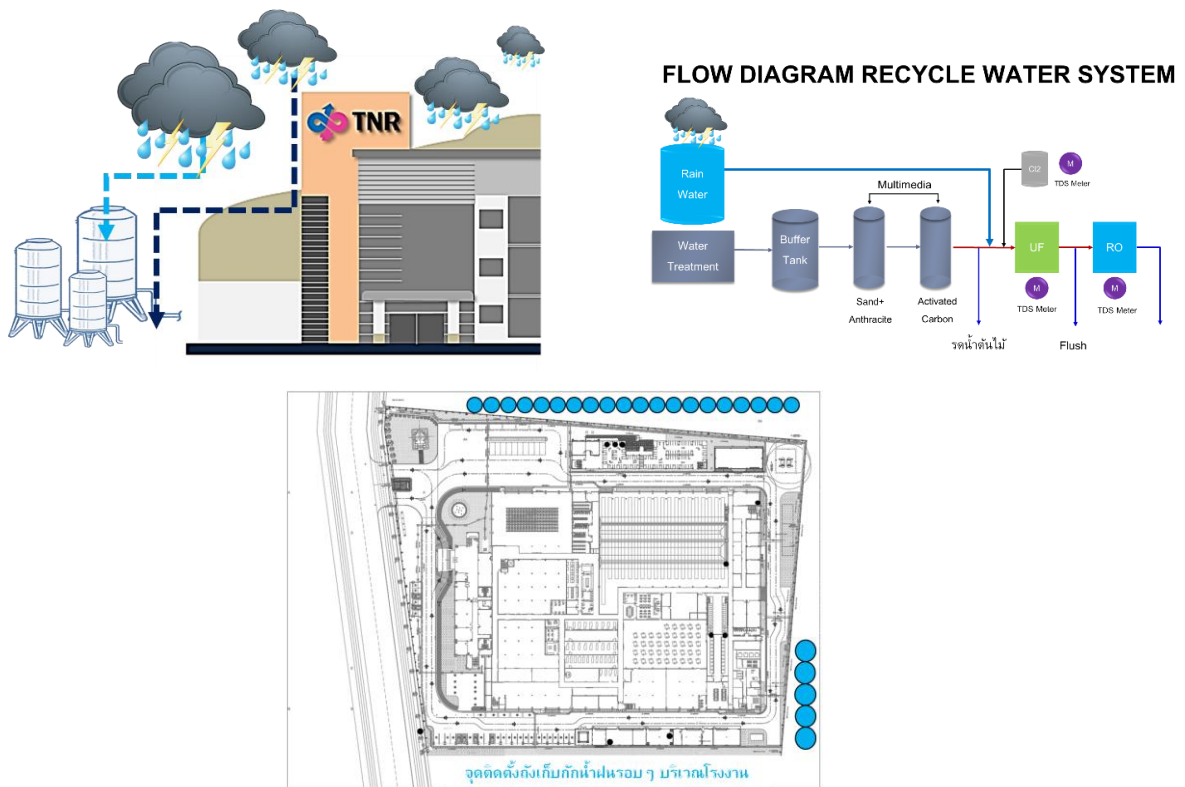 TNR
FLOW DIAGRAM RECYCLE WATER SYSTEM
Rain
Water
Water
Treatment
Buffer
Tank
Multimedia
Sand+
Anthracite
Activated
Carbon
Cl2
M
TDS Meter
UF
RO
M
TDS Meter
M
TDS Meter
รดน้ำต้นไม้
Flush
จุดติดตั้งถังเก็บกักน้ำฝนรอบ ๆ บริเวณโรงงาน